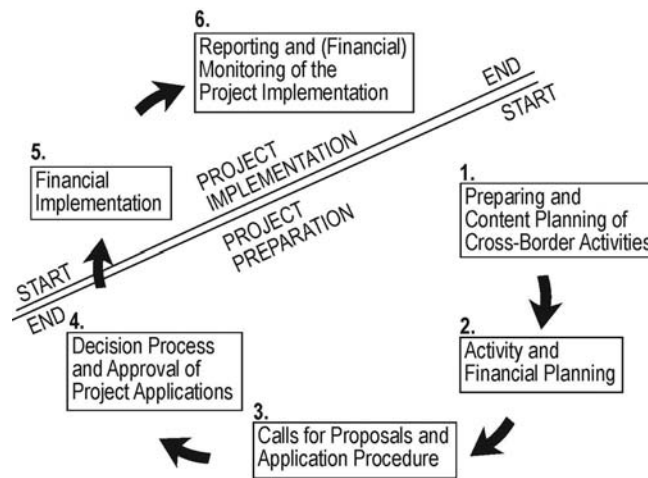 6.
Reporting and (Financial)
Monitoring of the
Project Implementation
END
START
5.
Financial
Implementation
PROJECT
IMPLEMENTATION
PROJECT
PREPARATION
1.
Preparing and
Content Planning of
Cross-Border Activities
START
END
4.
Decision Process
and Approval of
Project Applications
2.
Activity and
Financial Planning
3.
Calls for Proposals and
Application Procedure